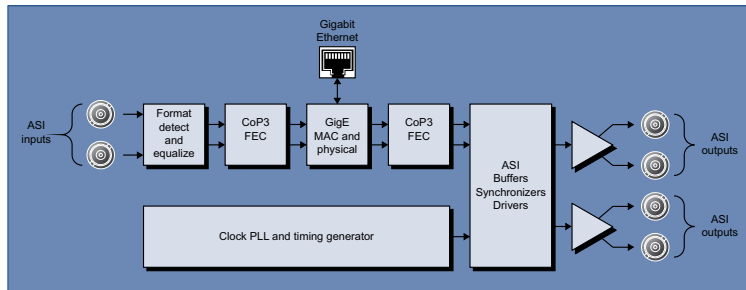 Gigabit
Ethernet
ASI
inputs
Format
detect
and
equalize
CoP3
FEC
GigE
MAC and
physical
CoP3
FEC
ASI
Buffers
Synchronizers
Drivers
ASI
outputs
Clock PLL and timing generator
ASI
outputs